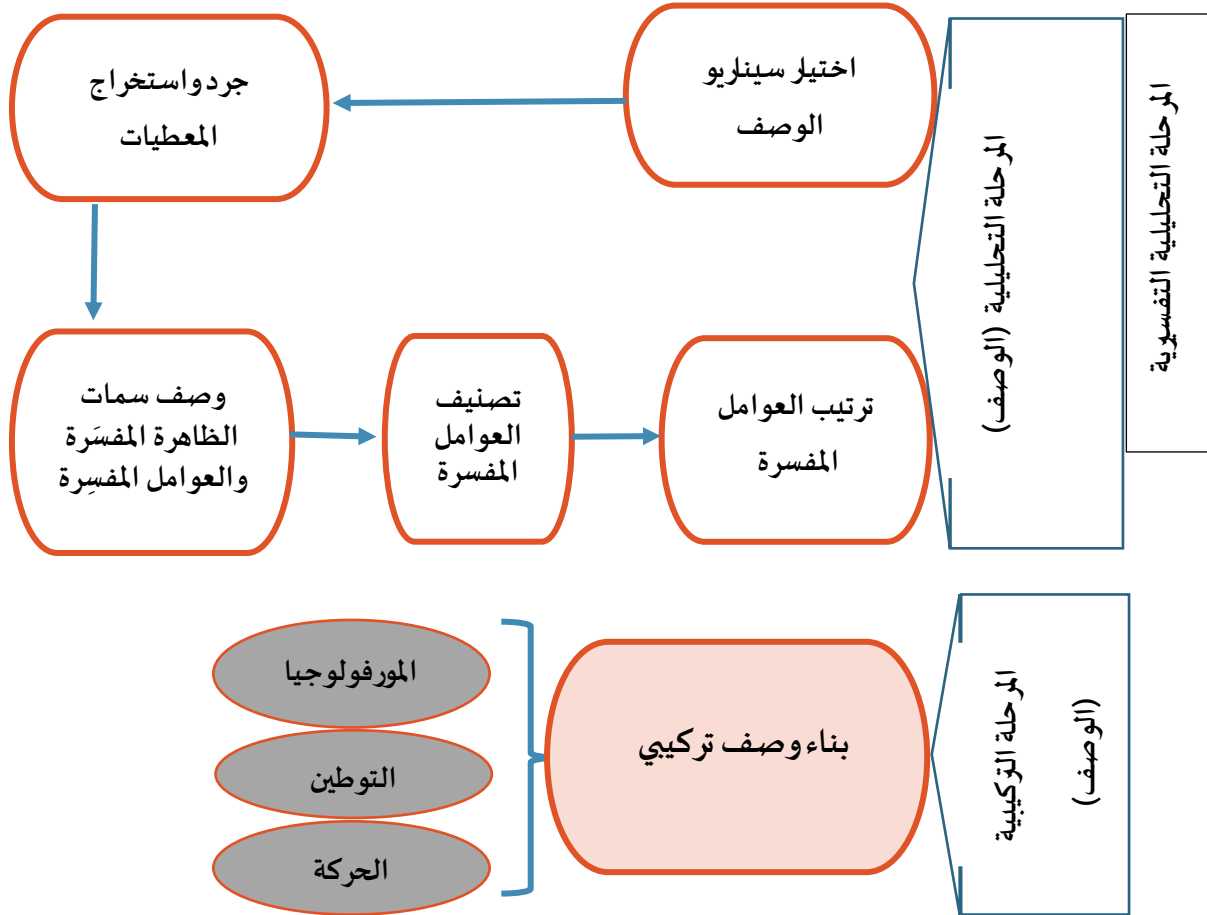 المرحلة التحليلية التفسيرية
المرحلة التحليلية (الوصف)
اختيار سيناريو
الوصف
جرد واستخراج
المعطيات
وصف سمات
الظاهرة المفسَرة
والعوامل المفسِرة
تصنيف
العوامل
المفسرة
ترتيب العوامل
المفسرة
المرحلة التركيبية
(الوصف)
بناء وصف تركيبي
المورفولوجيا
التوطين
الحركة